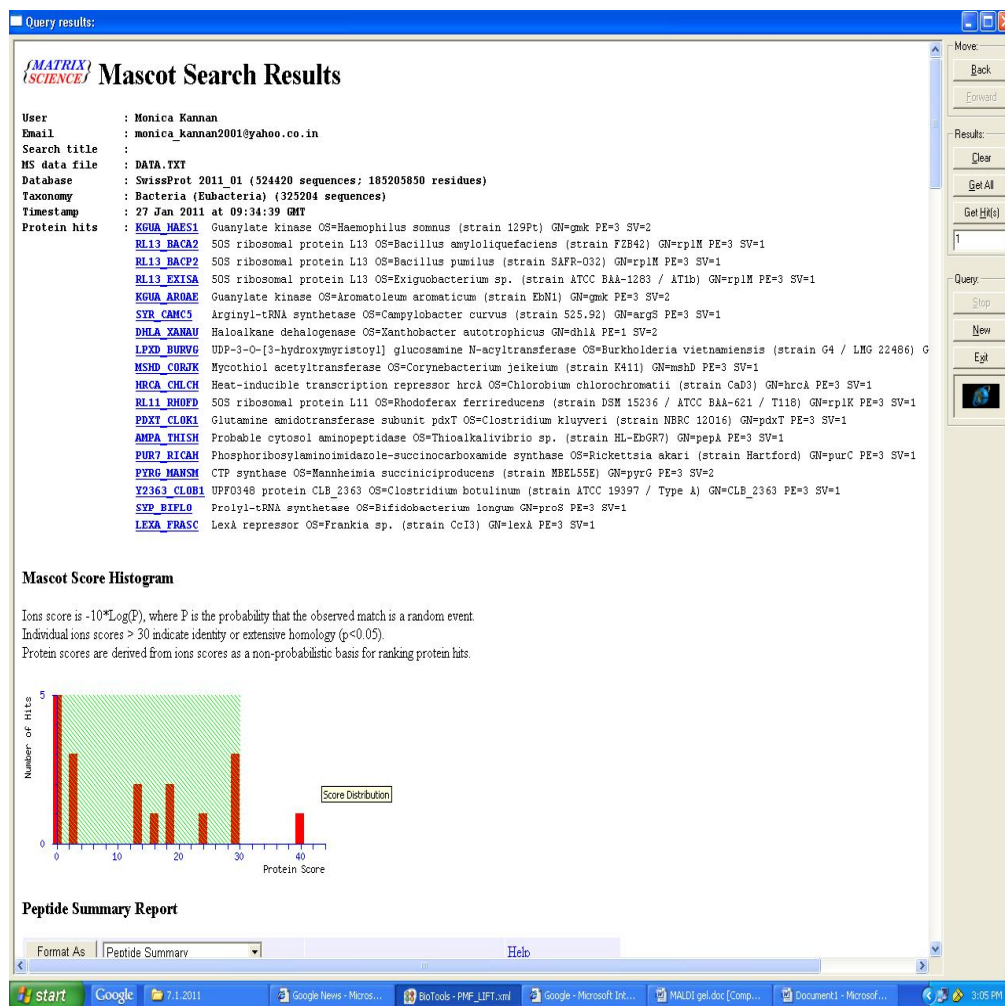 Query results:
{MATRIX SCIENCE} Mascot Search Results
User : Monica Kannan
Email : monica_kannan2001@yahoo.co.in
Search title :
MS data file : DATA.TXT
Database : SwissProt 2011_01 (524420 sequences; 185205850 residues)
Taxonomy : Bacteria (Eubacteria) (325204 sequences)
Timestamp : 27 Jan 2011 at 09:34:39 GMT
Protein hits : KGUA_HAES1 Guanylate kinase OS=Haemophilus somnus (strain 129Pt) GN=gmk PE=3 SV=2
RL13_BACA2 50S ribosomal protein L13 OS=Bacillus amyloliquefaciens (strain FZB42) GN=rplM PE=3 SV=1
RL13_BACP2 50S ribosomal protein L13 OS=Bacillus pumilus (strain SAFR-032) GN=rplM PE=3 SV=1
RL13_EXISA 50S ribosomal protein L13 OS=Exiguobacterium sp. (strain ATCC BAA-1283 / AT1b) GN=rplM PE=3 SV=1
KGUA_AROAE Guanylate kinase OS=Aromatoleum aromaticum (strain EbN1) GN=gmk PE=3 SV=2
SYR_CAMC5 Arginyl-tRNA synthetase OS=Campylobacter curvus (strain 525.92) GN=argS PE=3 SV=1
DHLA_XANAU Haloalkane dehalogenase OS=Xanthobacter autotrophicus GN=dhlA PE=1 SV=2
LPXD_BURVG UDP-3-O-[3-hydroxymyristoyl] glucosamine N-acyltransferase OS=Burkholderia vietnamiensis (strain G4 / LMG 22486) G
MSHD_CORJK Mycothiol acetyltransferase OS=Corynebacterium jeikeium (strain K411) GN=mshD PE=3 SV=1
HRCA_CHLCH Heat-inducible transcription repressor hrcA OS=Chlorobium chlorochromatii (strain CaD3) GN=hrcA PE=3 SV=1
RL11_RHOFD 50S ribosomal protein L11 OS=Rhodoferax ferrireducens (strain DSM 15236 / ATCC BAA-621 / T118) GN=rplK PE=3 SV=1
PDXT_CLOK1 Glutamine amidotransferase subunit pdxT OS=Clostridium kluyveri (strain NBRC 12016) GN=pdxT PE=3 SV=1
AMPA_THISH Probable cytosol aminopeptidase OS=Thioalkalivibrio sp. (strain HL-EbGR7) GN=pepA PE=3 SV=1
PUR7_RICAH Phosphoribosylaminoimidazole-succinocarboxamide synthase OS=Rickettsia akari (strain Hartford) GN=purC PE=3 SV=1
PYRG_MANSM CTP synthase OS=Mannheimia succiniciproducens (strain MBEL55E) GN=pyrG PE=3 SV=2
Y2363_CLOB1 UPF0348 protein CLB_2363 OS=Clostridium botulinum (strain ATCC 19397 / Type A) GN=CLB_2363 PE=3 SV=1
SYP_BIFLO Prolyl-tRNA synthetase OS=Bifidobacterium longum GN=proS PE=3 SV=1
LEXA_FRASC LexA repressor OS=Frankia sp. (strain CcI3) GN=lexA PE=3 SV=1
Mascot Score Histogram
Ions score is -10*Log(P), where P is the probability that the observed match is a random event.
Individual ions scores > 30 indicate identity or extensive homology (p<0.05).
Protein scores are derived from ions scores as a non-probabilistic basis for ranking protein hits.
Number of Hits
5
0
0 10 20 30 40
Protein Score
Score Distribution
Peptide Summary Report
Format As Peptide Summary Help
Move:
Back
Forward
Results:
Clear
Get All
Get Hit(s)
1
Query:
Stop
New
Exit
start Google 7.1.2011 Google News - Micros... BioTools - PMF_LIFT.xml Google - Microsoft Int... MALDI gel.doc [Comp... Document1 - Microsof... 3:05 PM